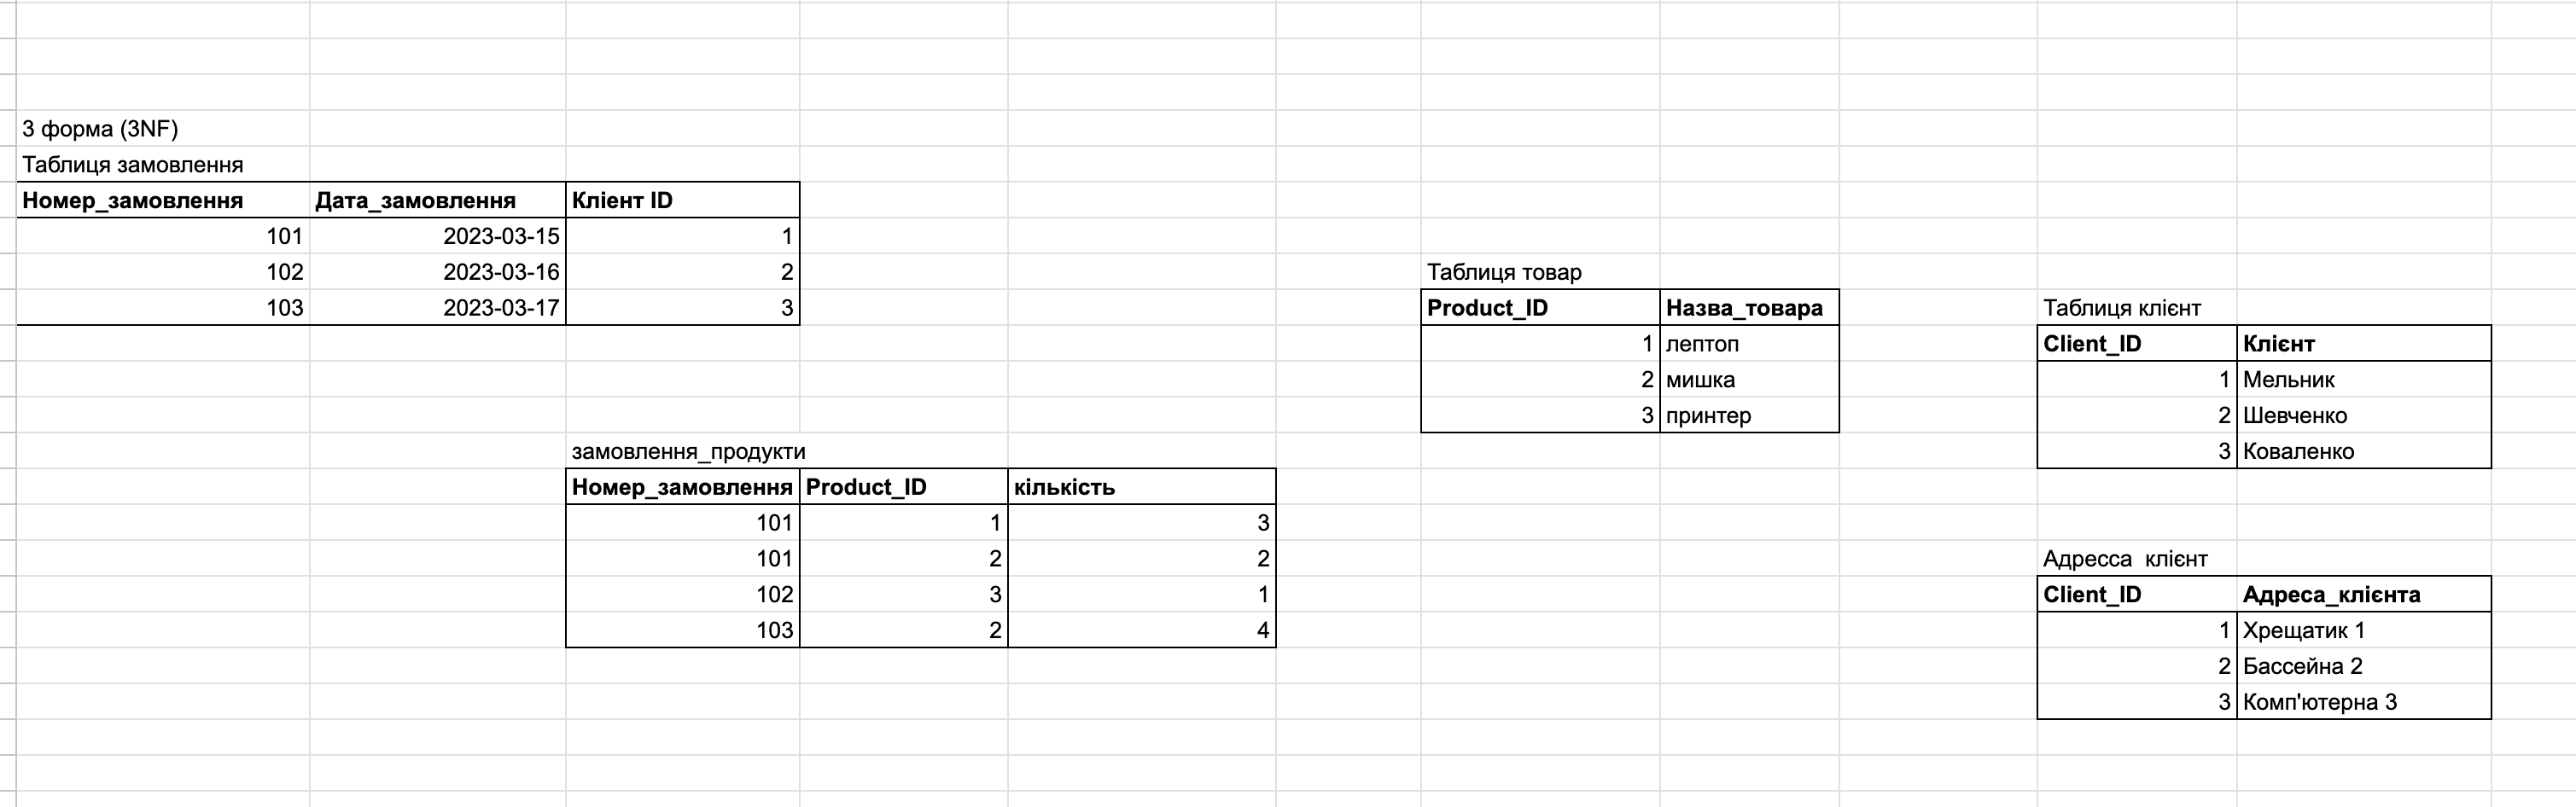 3 форма (3NF)
Таблиця замовлення
Номер_замовлення Дата_замовлення Клієнт ID
101 2023-03-15 1
102 2023-03-16 2
103 2023-03-17 3
замовлення_продукти
Номер_замовлення Product_ID кількість
101 1 3
101 2 2
102 3 1
103 2 4
Таблиця товар
Product_ID Назва_товара
1 лептоп
2 мишка
3 принтер
Таблиця клієнт
Client_ID Клієнт
1 Мельник
2 Шевченко
3 Коваленко
Адресса клієнт
Client_ID Адреса_клієнта
1 Хрещатик 1
2 Бассейна 2
3 Комп'ютерна 3